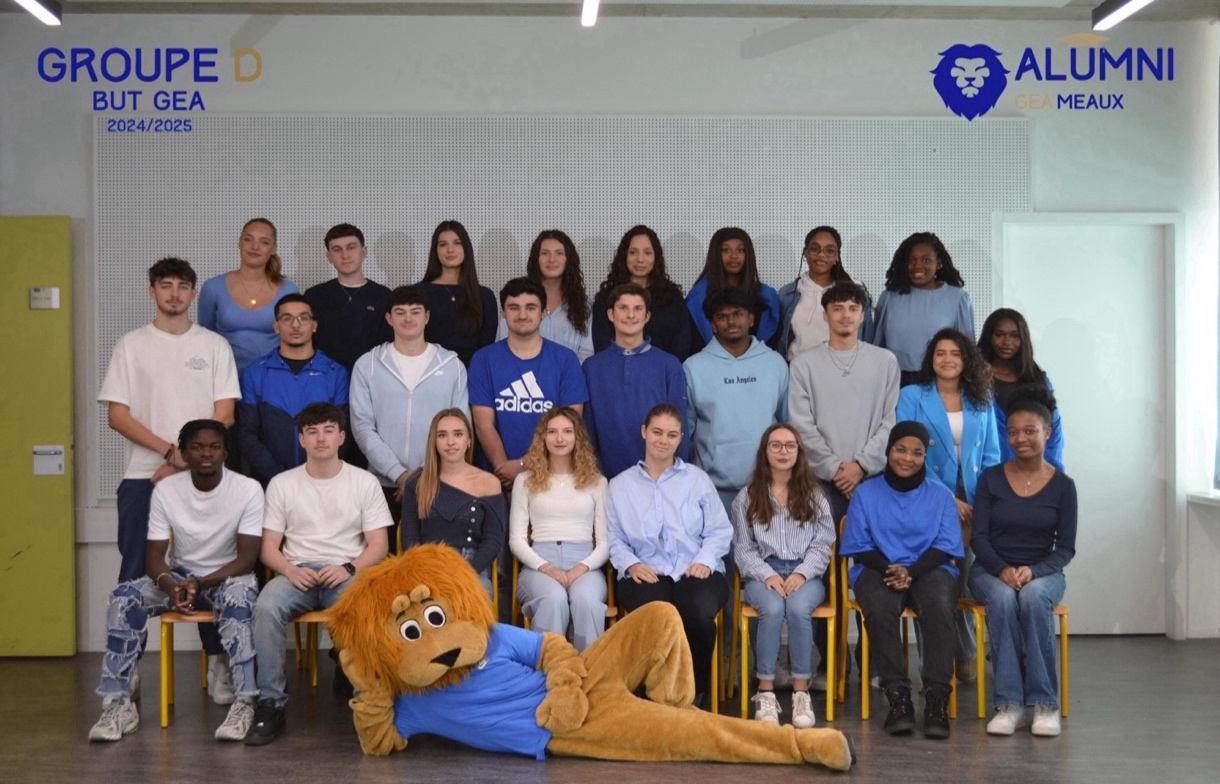 GROUPE D
BUT GEA
2024/2025
ALUMNI
GEA MEAUX
adidas
Los Angeles